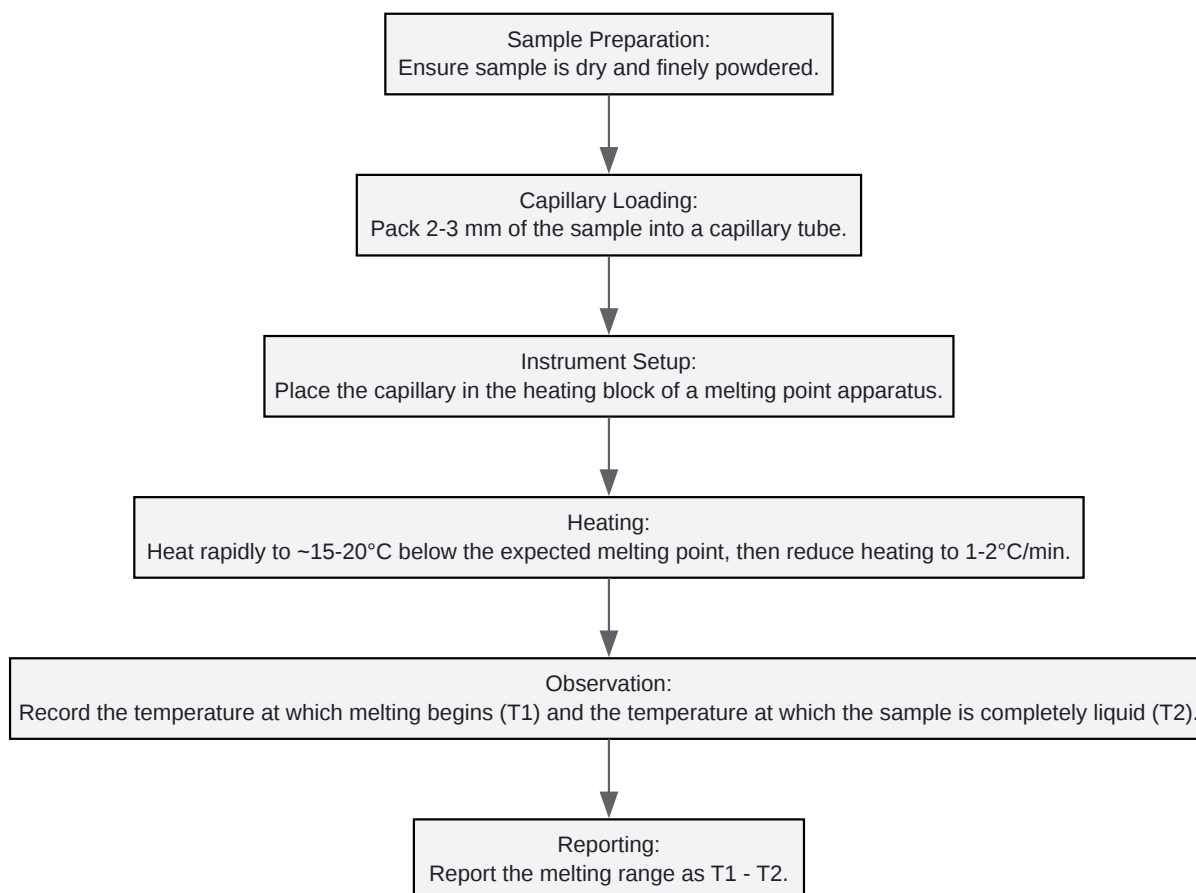 Sample Preparation:
Ensure sample is dry and finely powdered.
Capillary Loading:
Pack 2-3 mm of the sample into a capillary tube.
Instrument Setup:
Place the capillary in the heating block of a melting point apparatus.
Heating:
Heat rapidly to ~15-20°C below the expected melting point, then reduce heating to 1-2°C/min.
Observation:
Record the temperature at which melting begins (T1) and the temperature at which the sample is completely liquid (T2).
Reporting:
Report the melting range as T1 - T2.